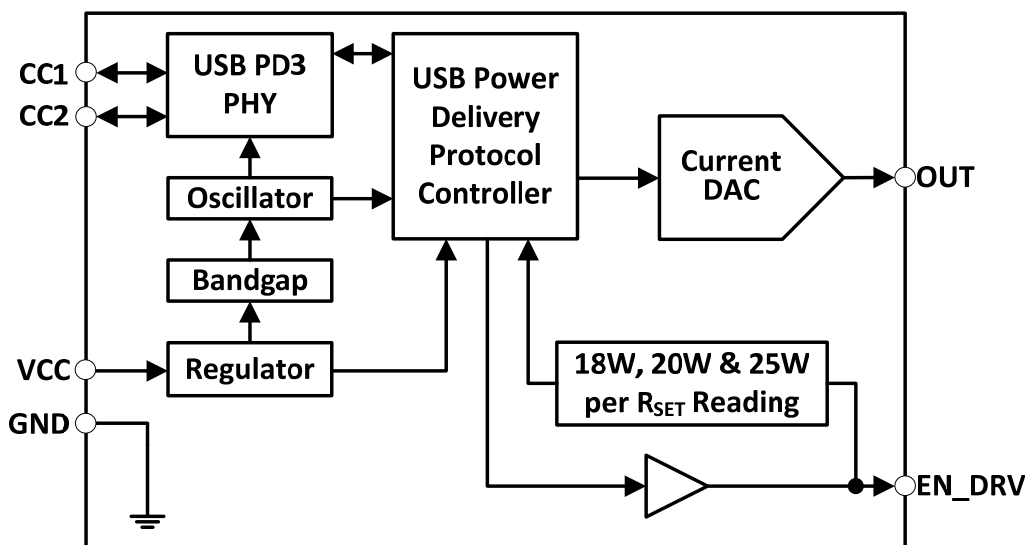 CC1
CC2
USB PD3
PHY
USB Power
Delivery
Protocol
Controller
Current
DAC
OUT
Oscillator
Bandgap
VCC
Regulator
18W, 20W & 25W
per RSET Reading
GND
EN_DRV